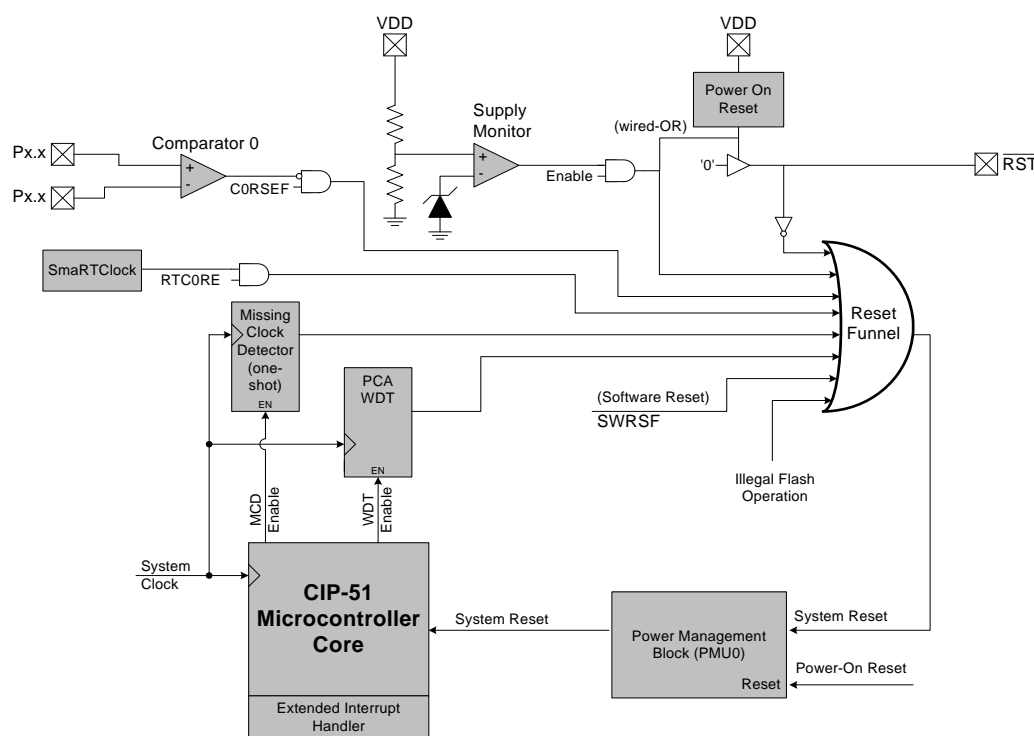 VDD
VDD
Power On
Reset
Supply
Monitor
(wired-OR)
Comparator 0
Px.x
+
-
Px.x
C0RSEF
+
-
Enable
'0'
RST
SmaRTClock
RTC0RE
Missing
Clock
Detector
(one-
shot)
EN
PCA
WDT
EN
Reset
Funnel
(Software Reset)
SWRSF
Illegal Flash
Operation
MCD
Enable
WDT
Enable
System
Clock
CIP-51
Microcontroller
Core
Extended Interrupt
Handler
System Reset
Power Management
Block (PMU0)
Reset
System Reset
Power-On Reset